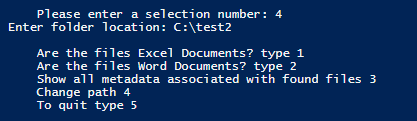 Please enter a selection number: 4
Enter folder location: C:\test2
Are the files Excel Documents? type 1
Are the files Word Documents? type 2
Show all metadata associated with found files 3
Change path 4
To quit type 5